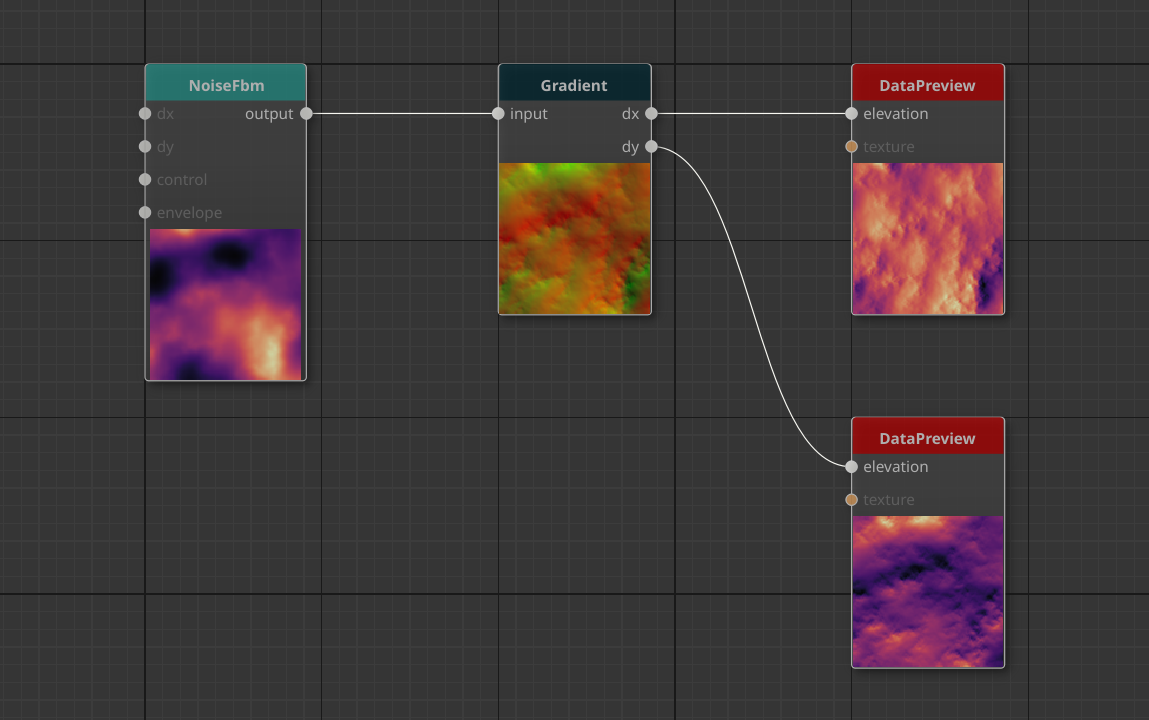 NoiseFbm
dx output
dy
control
envelope
Gradient
input dx
dy
DataPreview
elevation
texture
DataPreview
elevation
texture